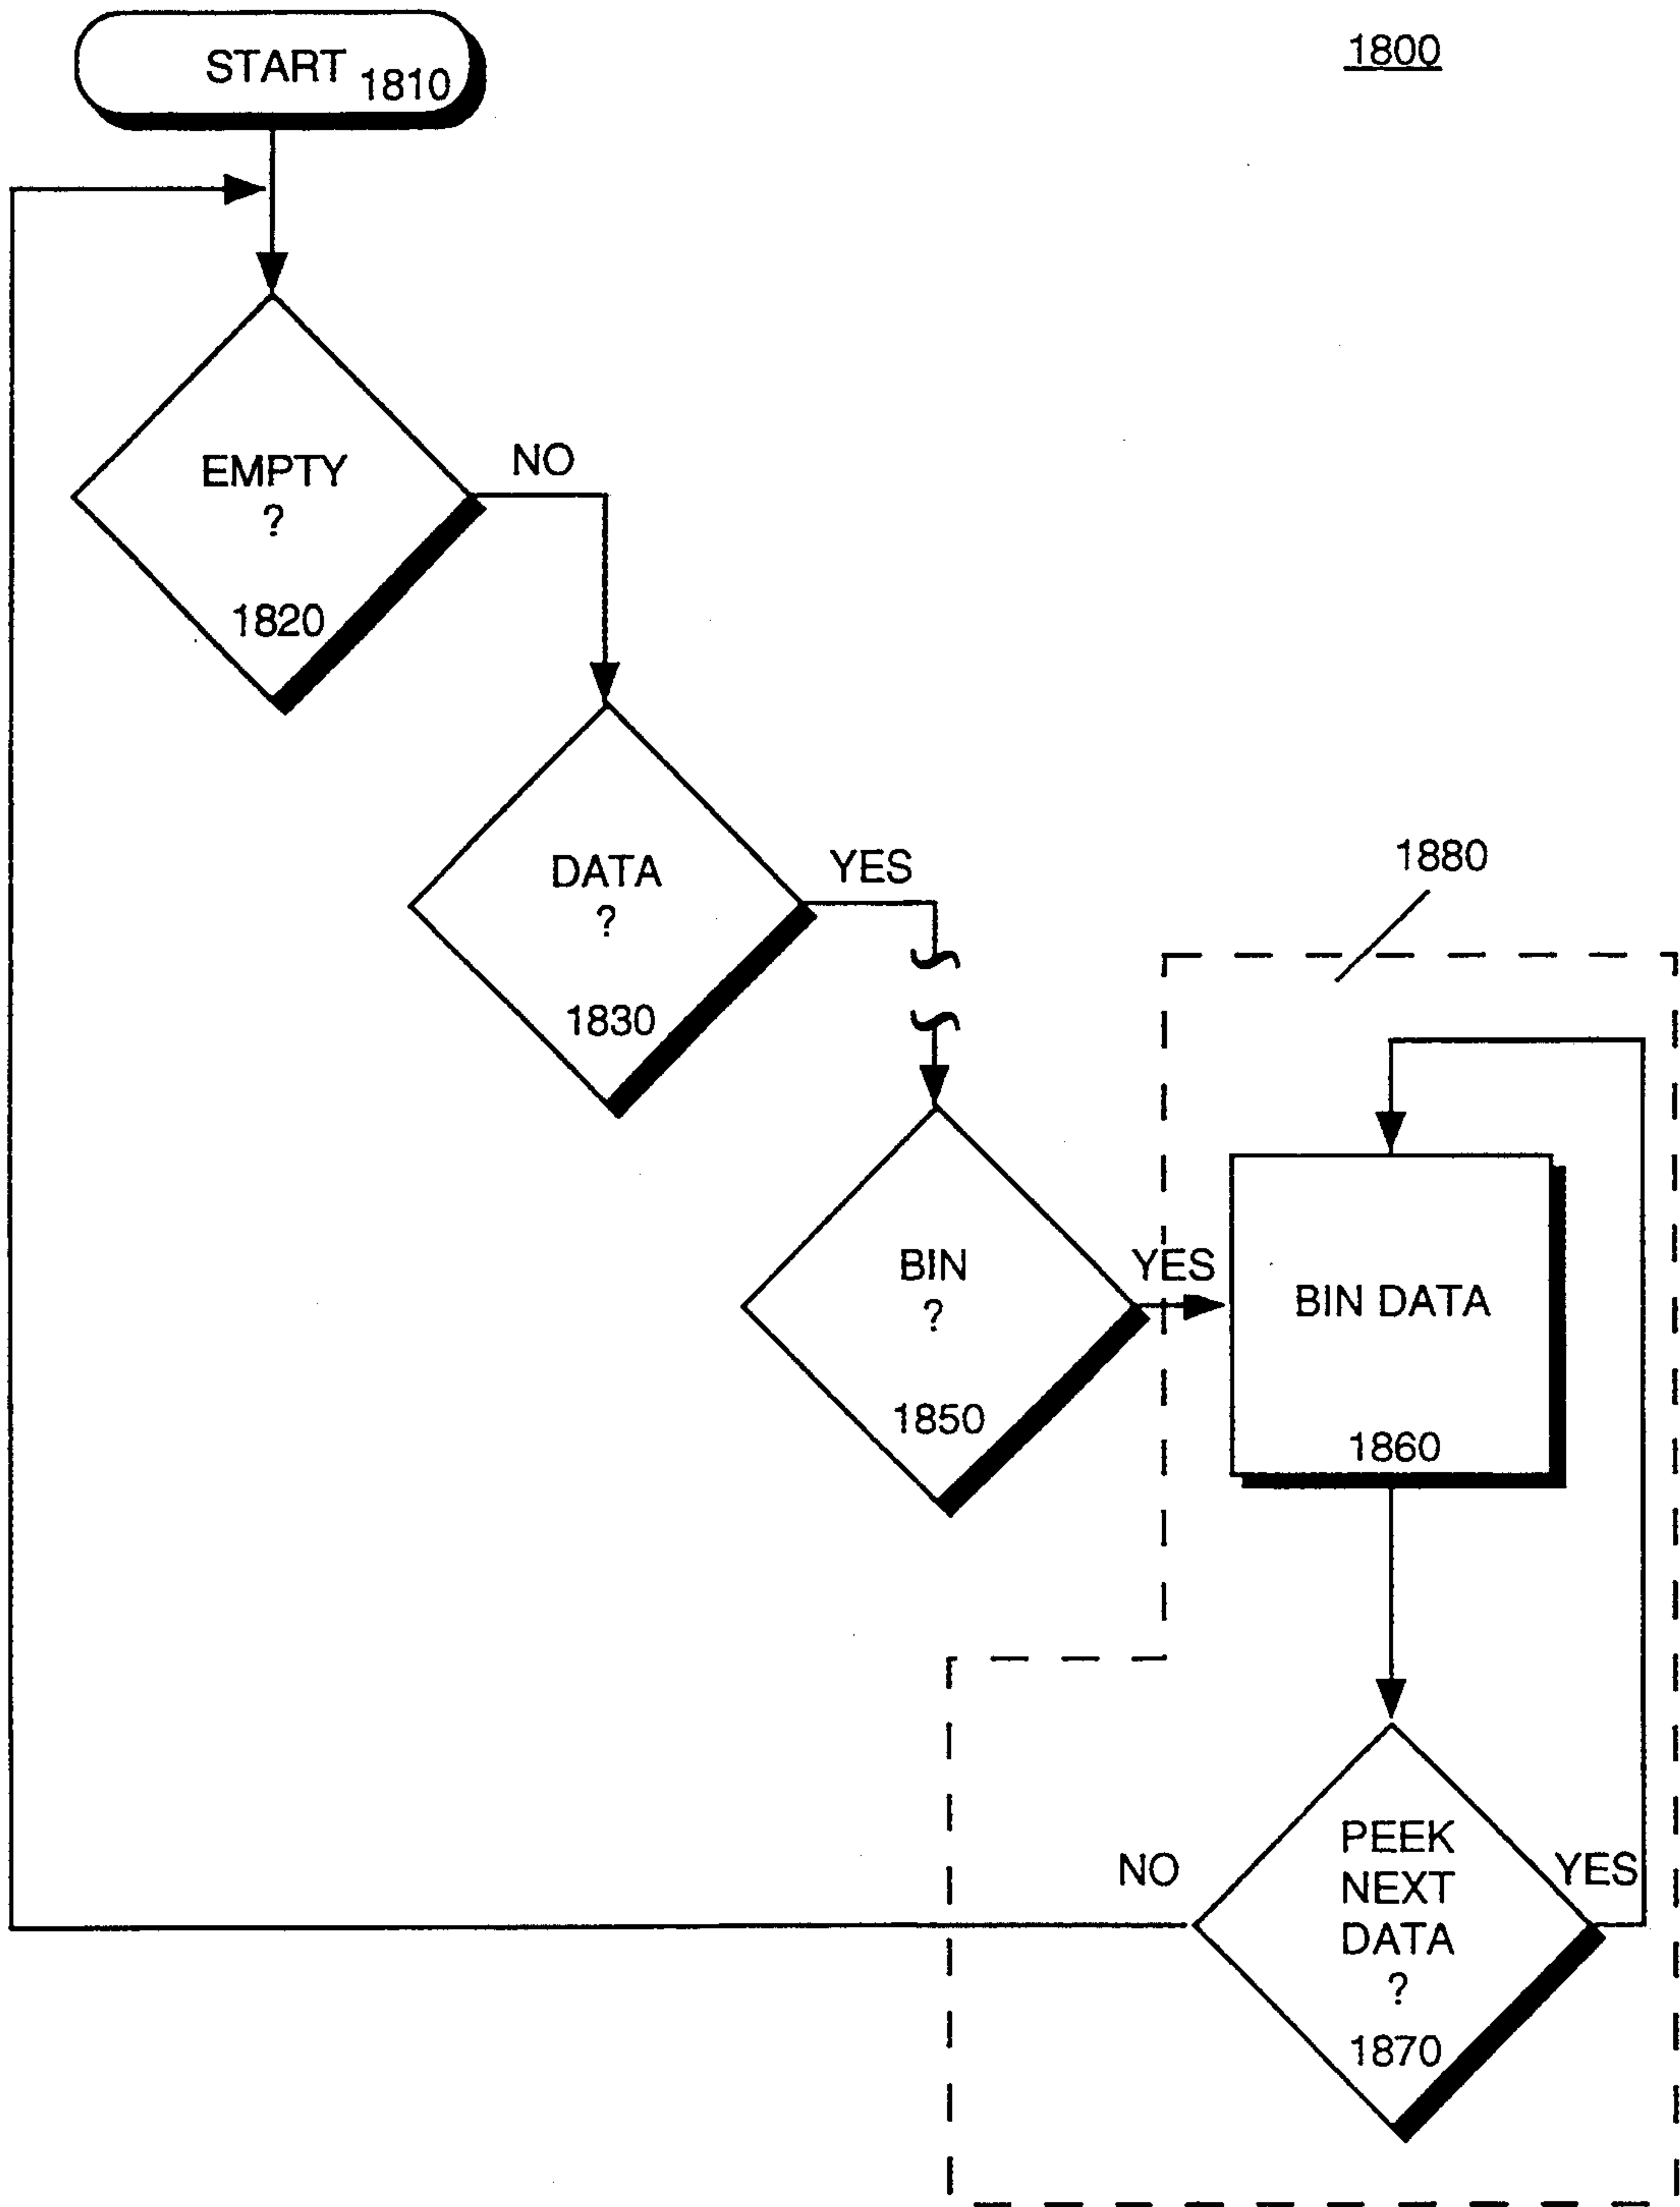 1800
START 1810
EMPTY
?
1820
NO
DATA
?
1830
YES
1880
BIN
?
1850
YES
BIN DATA
1860
PEEK
NEXT
DATA
?
1870
NO
YES